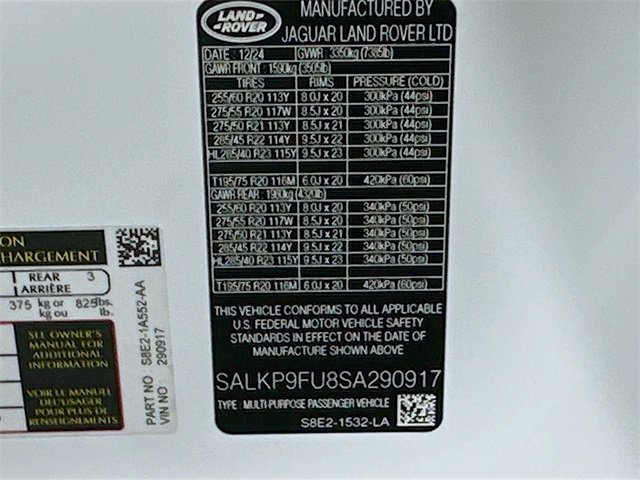 LAND
ROVER
MANUFACTURED BY
JAGUAR LAND ROVER LTD
DATE : 12/24 GVWR : 3350kg (7385lb)
GAWR FRONT : 1590kg (3505lb)
TIRES RIMS PRESSURE (COLD)
255/60 R20 113Y 8.0J x 20 300kPa (44psi)
275/55 R20 117W 8.5J x 20 300kPa (44psi)
275/50 R21 113Y 8.5J x 21 300kPa (44psi)
285/45 R22 114Y 9.5J x 22 300kPa (44psi)
HL285/40 R23 115Y 9.5J x 23 300kPa (44psi)
T195/75 R20 116M 6.0J x 20 420kPa (60psi)
GAWR REAR : 1960kg (4320lb)
255/60 R20 113Y 8.0J x 20 340kPa (50psi)
275/55 R20 117W 8.5J x 20 340kPa (50psi)
275/50 R21 113Y 8.5J x 21 340kPa (50psi)
285/45 R22 114Y 9.5J x 22 340kPa (50psi)
HL285/40 R23 115Y 9.5J x 23 340kPa (50psi)
T195/75 R20 116M 6.0J x 20 420kPa (60psi)
THIS VEHICLE CONFORMS TO ALL APPLICABLE
U.S. FEDERAL MOTOR VEHICLE SAFETY
STANDARDS IN EFFECT ON THE DATE OF
MANUFACTURE SHOWN ABOVE
SALKP9FU8SA290917
TYPE : MULTI-PURPOSE PASSENGER VEHICLE
S8E2-1532-LA
ON
HARGEMENT
REAR 3
ARRIÈRE
375 kg or 825lbs.
kg ou lb.
SEE OWNER'S
MANUAL FOR
ADDITIONAL
INFORMATION
VOIR LE MANUEL
DE L'USAGER
POUR PLUS DE
RENSEIGNEMENTS
PART NO S8E2-1A552-AA
VIN NO 290917